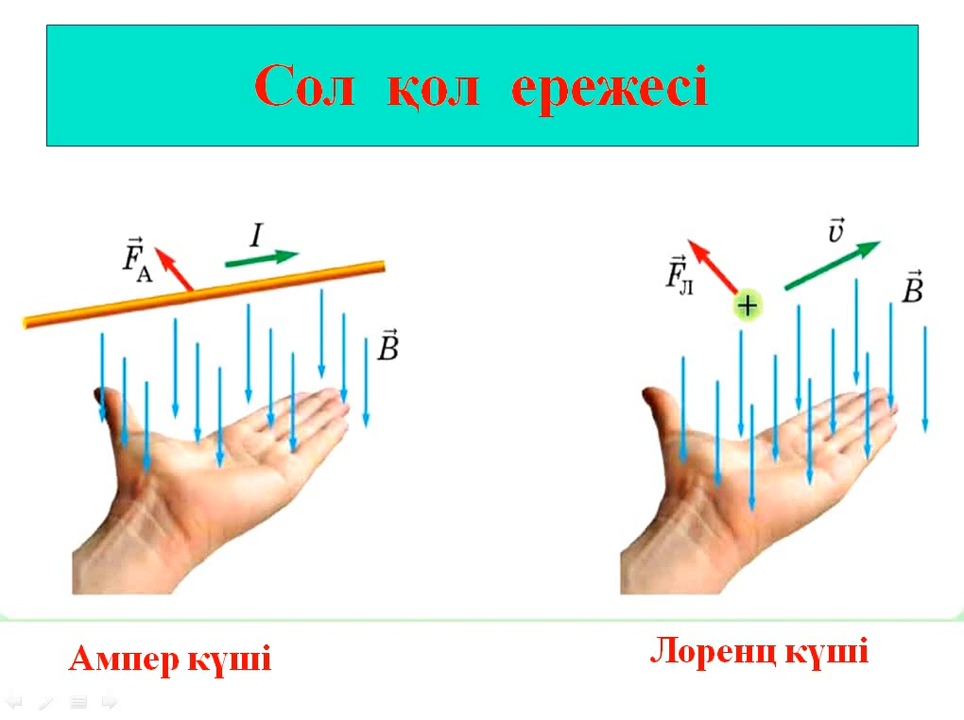 Сол қол ережесі
F⃗А
I
B⃗
F⃗Л
+
v⃗
B⃗
Ампер күші
Лоренц күші